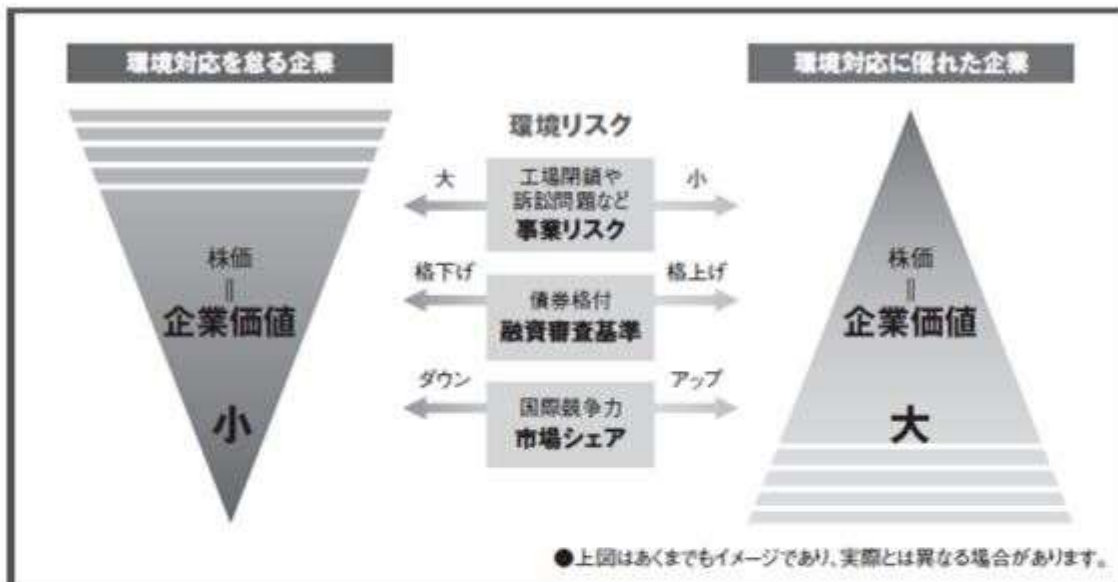 環境対応を怠る企業
環境対応に優れた企業
環境リスク
大
工場閉鎖や
訴訟問題など
事業リスク
小
株価
=
企業価値
小
格下げ
債券格付
融資審査基準
格上げ
ダウン
国際競争力
市場シェア
アップ
株価
=
企業価値
大
●上図はあくまでもイメージであり、実際とは異なる場合があります。